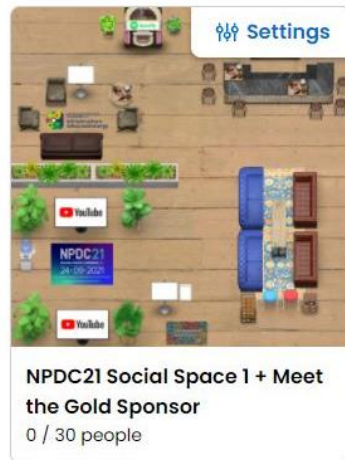 Settings
YouTube
NPDC21
24-09-2021
YouTube
NPDC21 Social Space 1 + Meet
the Gold Sponsor
0 / 30 people